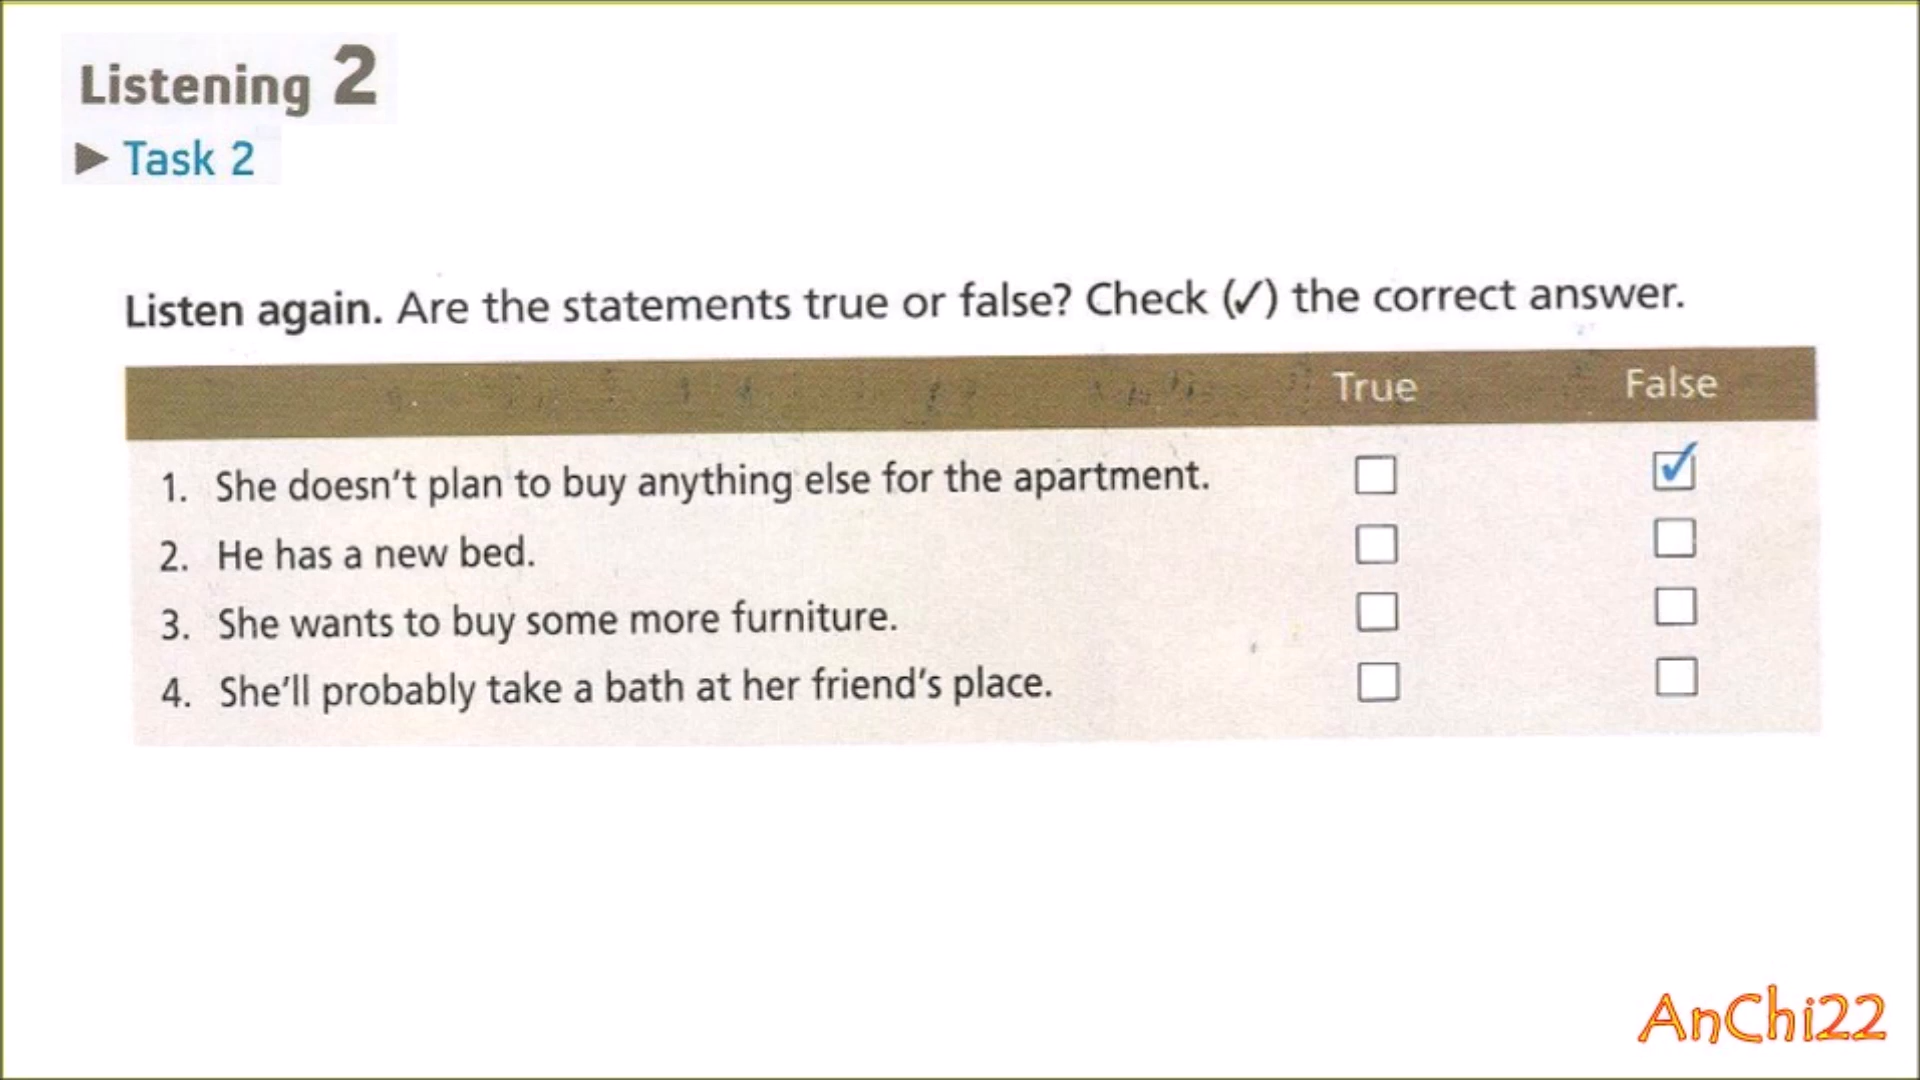 Listening 2
▶ Task 2
Listen again. Are the statements true or false? Check (✓) the correct answer.
True False
1. She doesn't plan to buy anything else for the apartment. ☐ ☑
2. He has a new bed. ☐ ☐
3. She wants to buy some more furniture. ☐ ☐
4. She'll probably take a bath at her friend's place. ☐ ☐
AnChi22